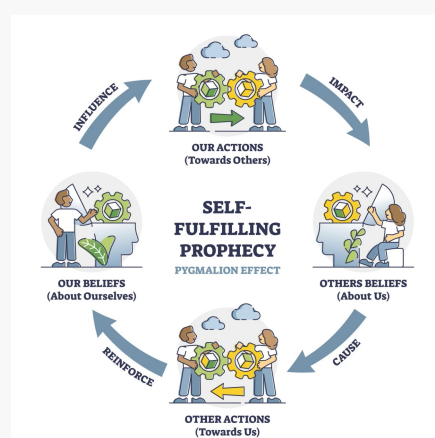 INFLUENCE
IMPACT
OUR ACTIONS
(Towards Others)
SELF-
FULFILLING
PROPHECY
PYGMALION EFFECT
OUR BELIEFS
(About Ourselves)
OTHERS BELIEFS
(About Us)
REINFORCE
CAUSE
OTHER ACTIONS
(Towards Us)